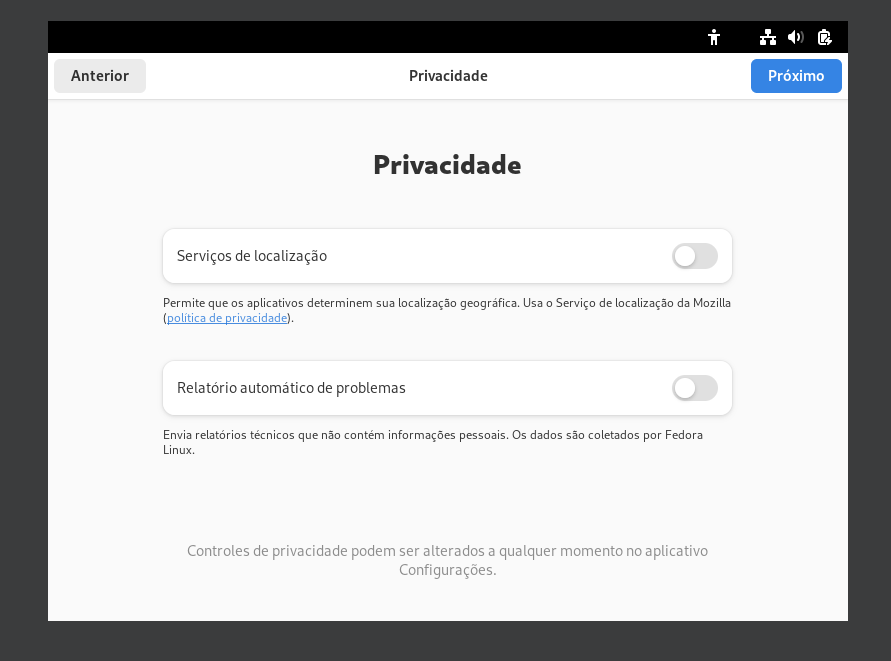 Anterior
Privacidade
Próximo
Privacidade
Serviços de localização
Permite que os aplicativos determinem sua localização geográfica. Usa o Serviço de localização da Mozilla
(política de privacidade).
Relatório automático de problemas
Envia relatórios técnicos que não contém informações pessoais. Os dados são coletados por Fedora
Linux.
Controles de privacidade podem ser alterados a qualquer momento no aplicativo
Configurações.